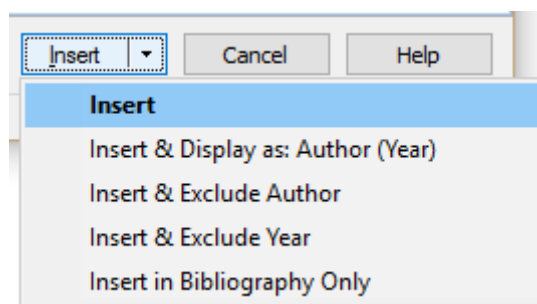 Insert Cancel Help
Insert
Insert & Display as: Author (Year)
Insert & Exclude Author
Insert & Exclude Year
Insert in Bibliography Only